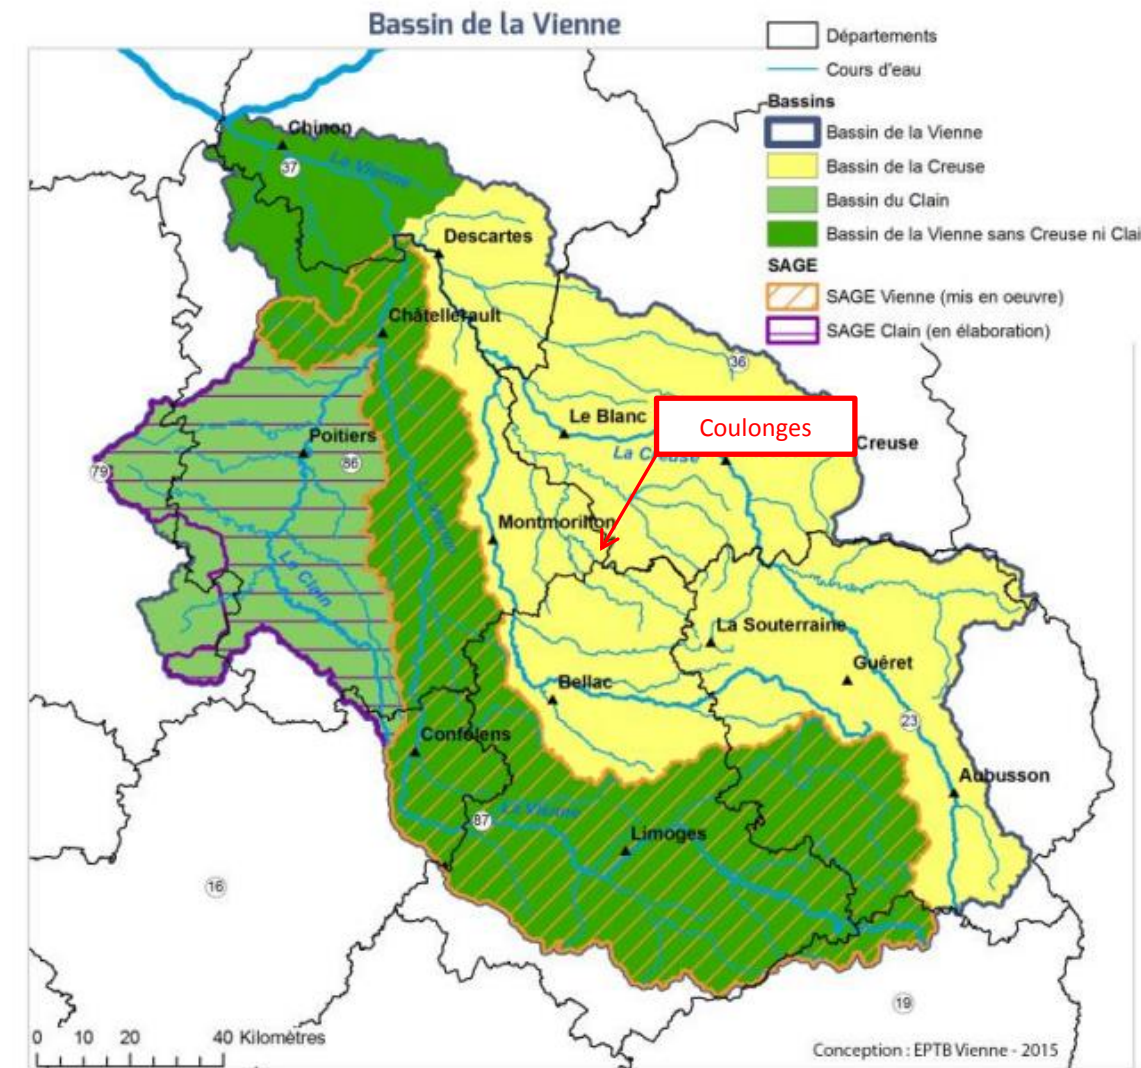 Bassin de la Vienne
Départements
Cours d'eau
Bassins
Bassin de la Vienne
Bassin de la Creuse
Bassin du Clain
Bassin de la Vienne sans Creuse ni Clai
SAGE
SAGE Vienne (mis en oeuvre)
SAGE Clain (en élaboration)
Chinon
La Vienne
37
Descartes
Châtellerault
36
Le Blanc
Coulonges
Creuse
La Creuse
Poitiers
86
79
La Vienne
Montmorillon
Le Clain
La Souterraine
Guéret
Bellac
23
Confolens
Aubusson
La Vienne
87
Limoges
16
19
0 10 20 40 Kilomètres
Conception : EPTB Vienne - 2015